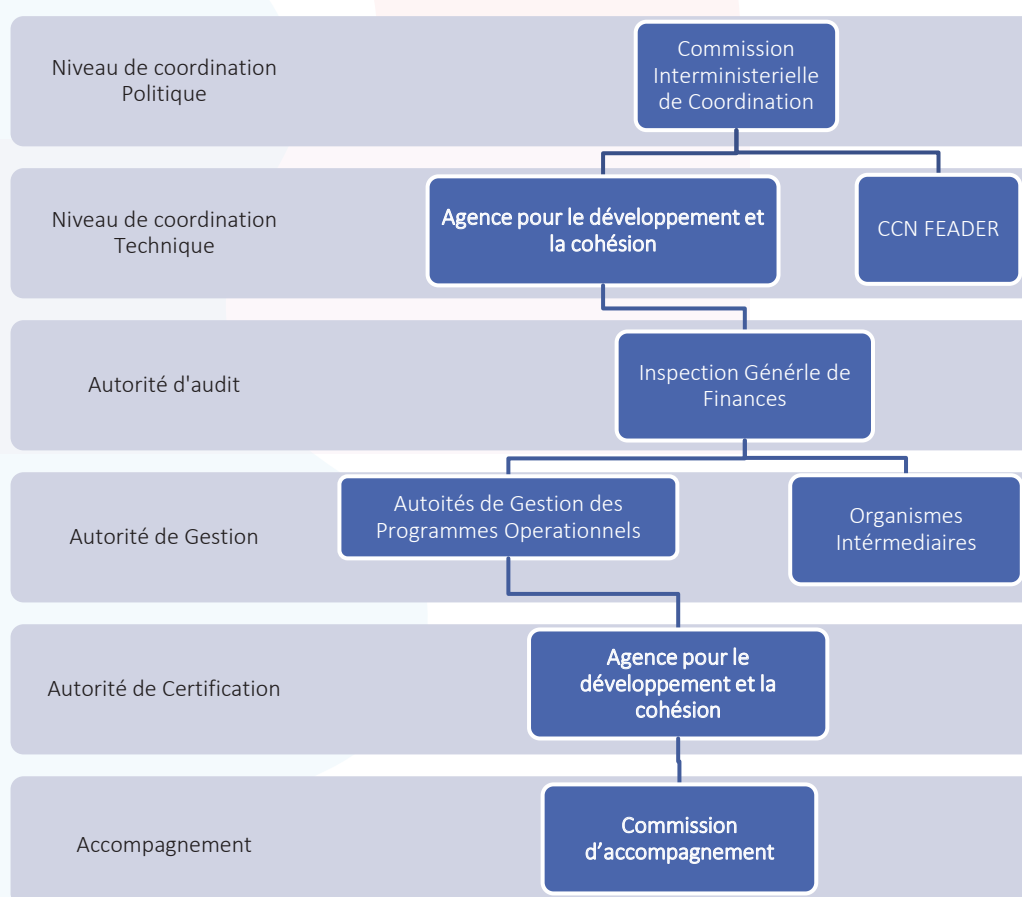 Niveau de coordination
Politique
Commission
Interministerielle
de Coordination
Niveau de coordination
Technique
Agence pour le développement et
la cohésion
CCN FEADER
Autorité d'audit
Inspection Générle de
Finances
Autorité de Gestion
Autoités de Gestion des
Programmes Operationnels
Organismes
Intérmediaires
Autorité de Certification
Agence pour le
développement et la
cohésion
Accompagnement
Commission
d’accompagnement